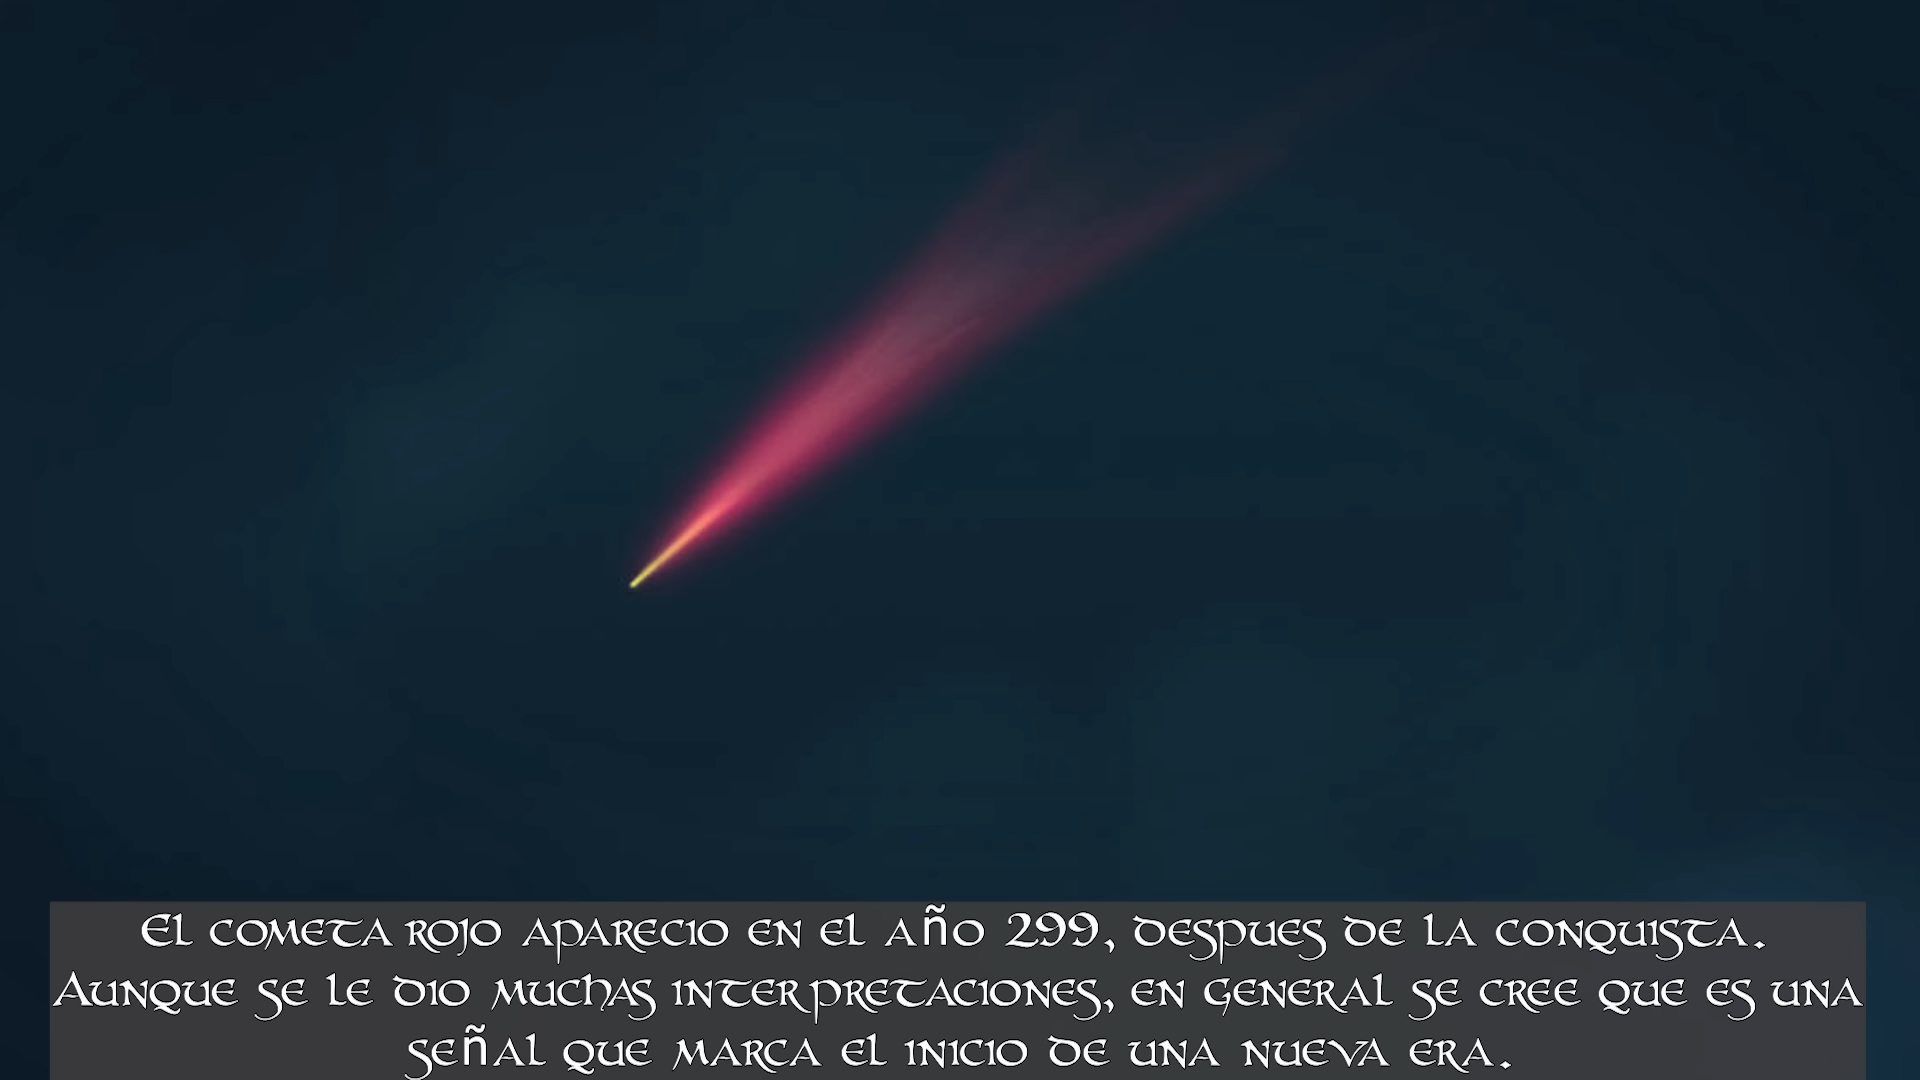 El cometa rojo aparecio en el año 299, despues de la conquista.
Aunque se le dio muchas interpretaciones, en general se cree que es una
señal que marca el inicio de una nueva era.